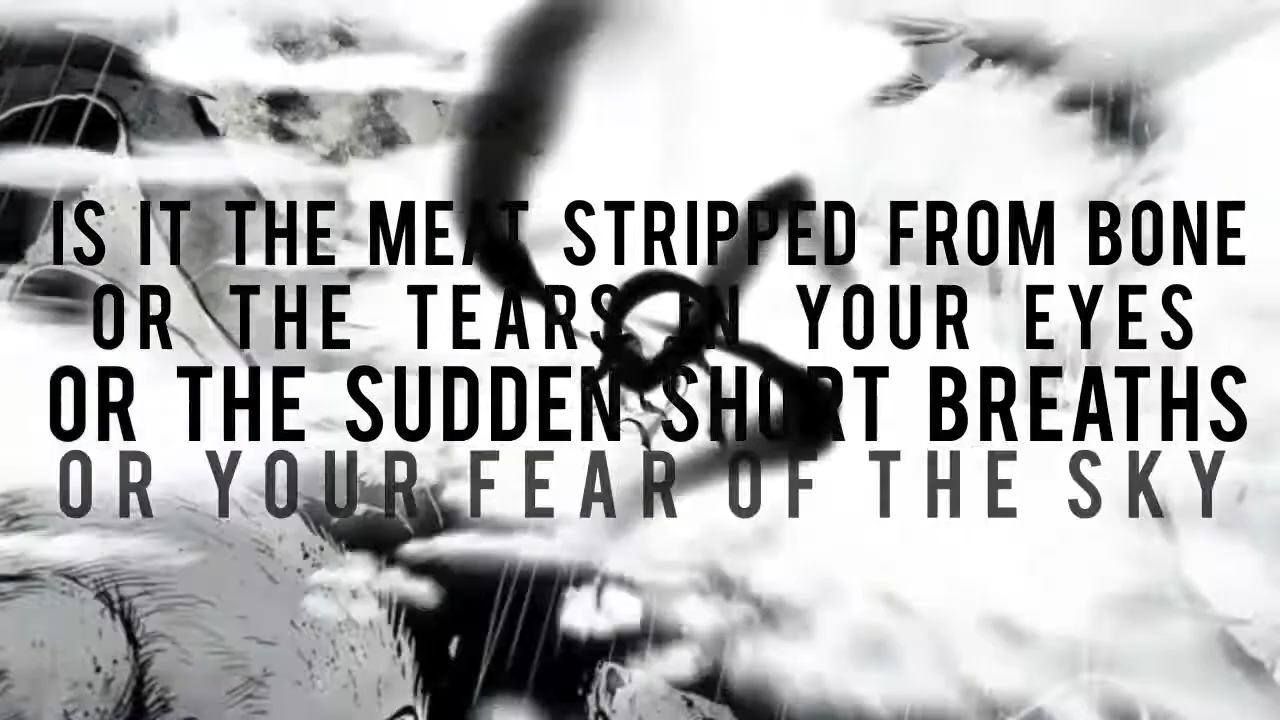 IS IT THE MEAT STRIPPED FROM BONE
OR THE TEARS IN YOUR EYES
OR THE SUDDEN SHORT BREATHS
OR YOUR FEAR OF THE SKY